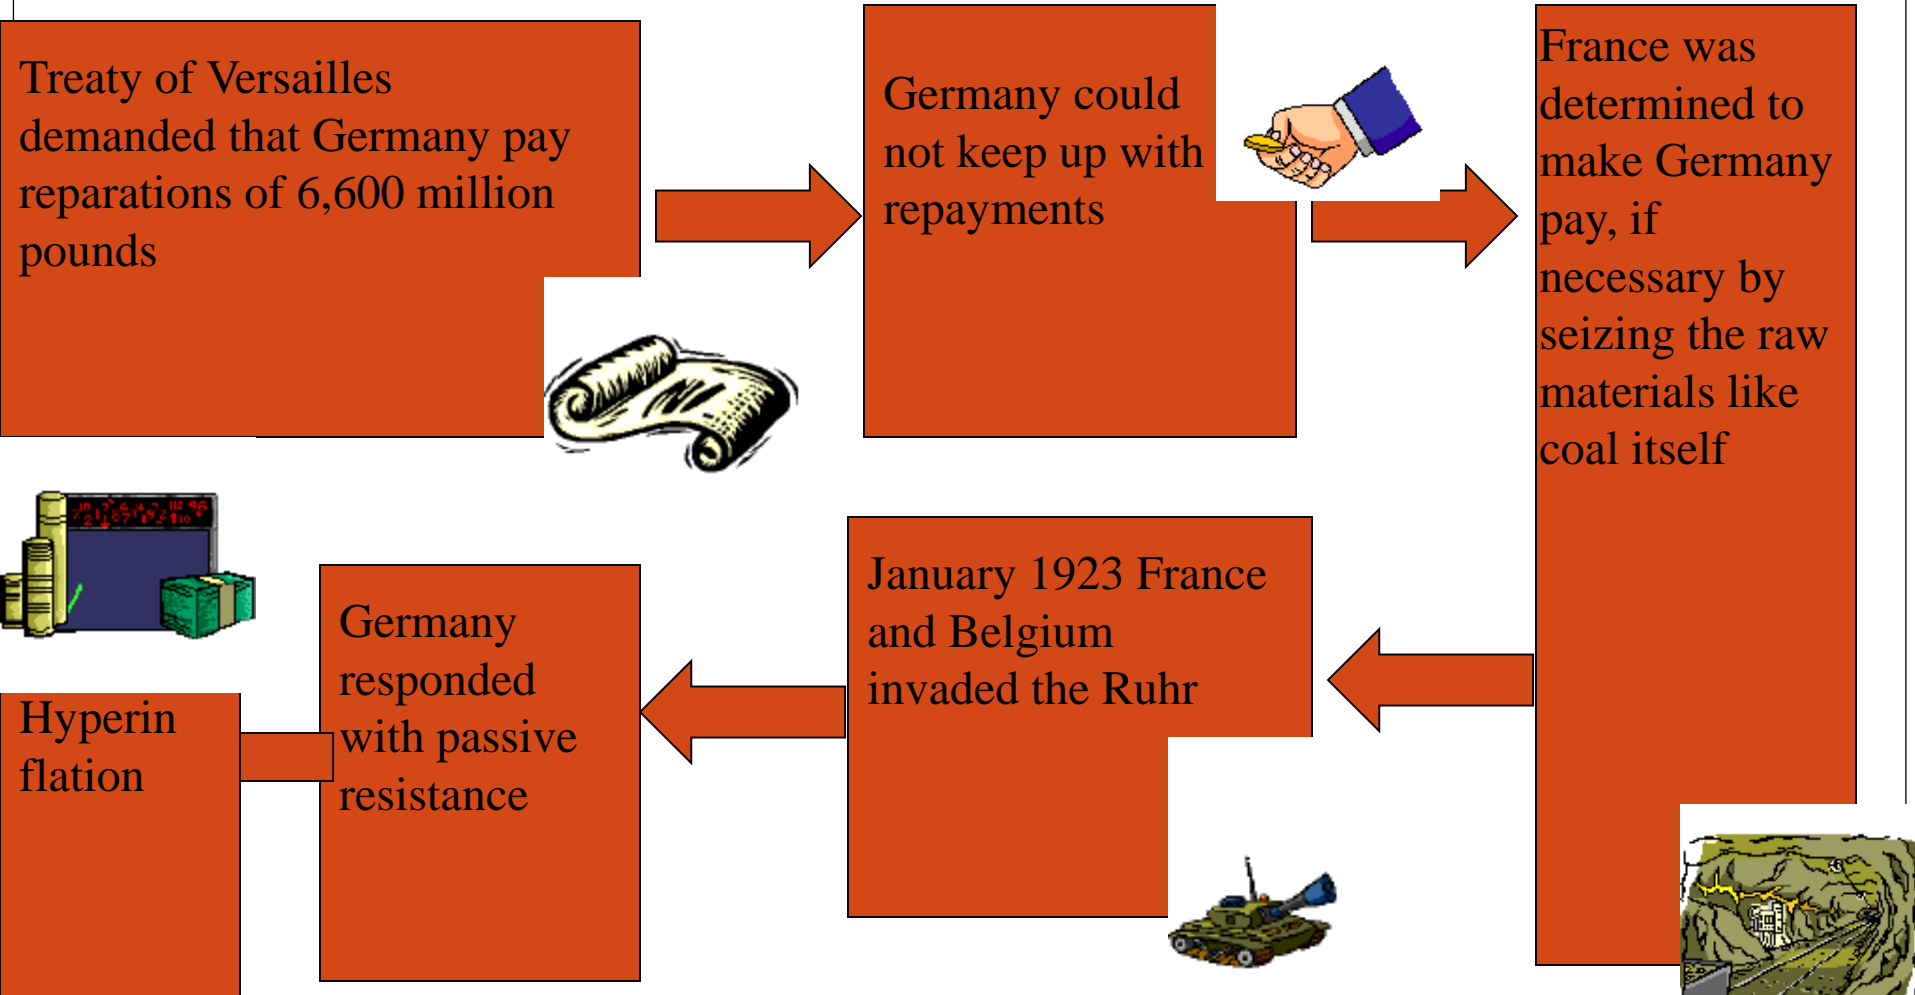 Treaty of Versailles
demanded that Germany pay
reparations of 6,600 million
pounds
Germany could
not keep up with
repayments
France was
determined to
make Germany
pay, if
necessary by
seizing the raw
materials like
coal itself
January 1923 France
and Belgium
invaded the Ruhr
Germany
responded
with passive
resistance
Hyperin
flation